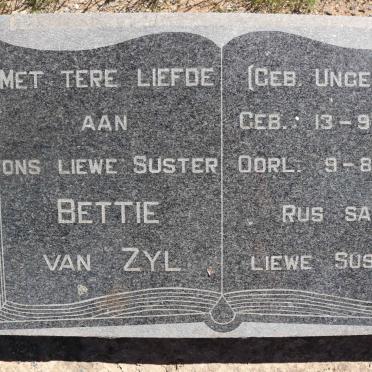 MET TERE LIEFDE
AAN
ONS LIEWE SUSTER
BETTIE
VAN ZYL
(GEB. UNGE
GEB. 13-9
OORL. 9-8
RUS SA
LIEWE SUS